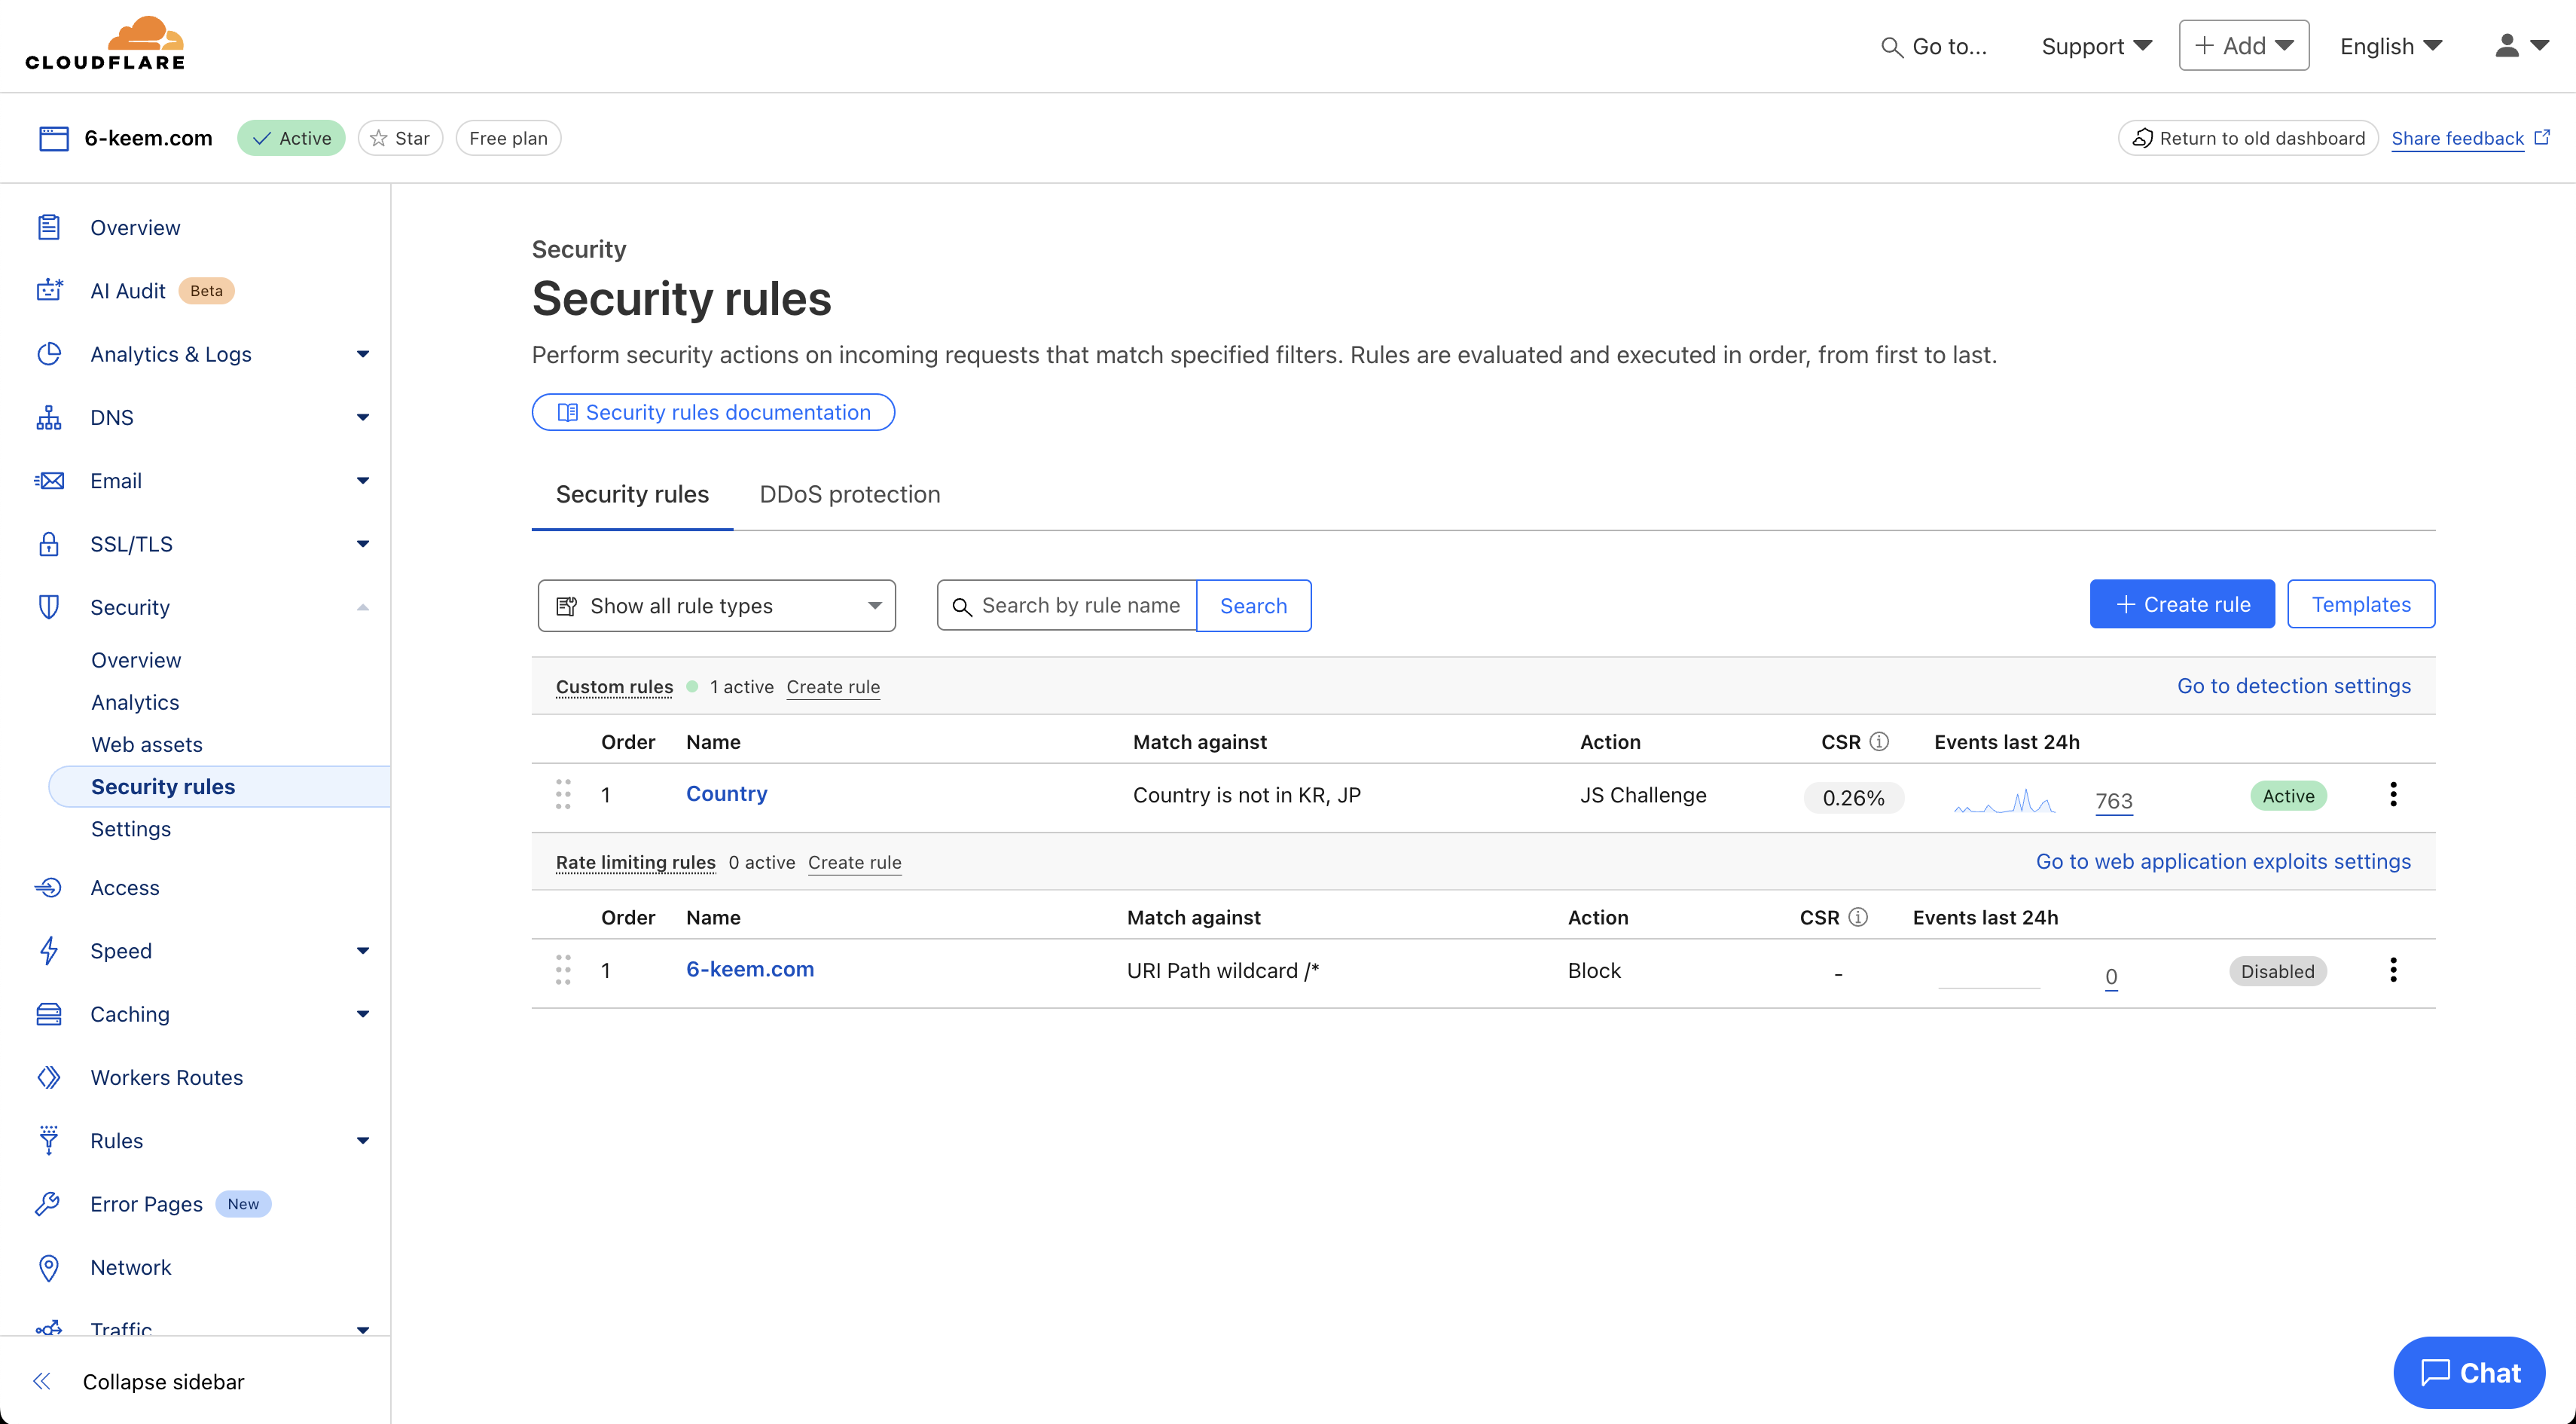 CLOUDFLARE
Go to...
Support
+ Add
English
6-keem.com
Active
Star
Free plan
Return to old dashboard
Share feedback
Overview
AI Audit Beta
Analytics & Logs
DNS
Email
SSL/TLS
Security
Overview
Analytics
Web assets
Security rules
Settings
Access
Speed
Caching
Workers Routes
Rules
Error Pages New
Network
Traffic
Collapse sidebar
Security
Security rules
Perform security actions on incoming requests that match specified filters. Rules are evaluated and executed in order, from first to last.
Security rules documentation
Security rules DDoS protection
Show all rule types
Search by rule name
Search
+ Create rule
Templates
Custom rules 1 active Create rule Go to detection settings
Order Name Match against Action CSR Events last 24h
1 Country Country is not in KR, JP JS Challenge 0.26% 763 Active
Rate limiting rules 0 active Create rule Go to web application exploits settings
Order Name Match against Action CSR Events last 24h
1 6-keem.com URI Path wildcard /* Block - 0 Disabled
Chat